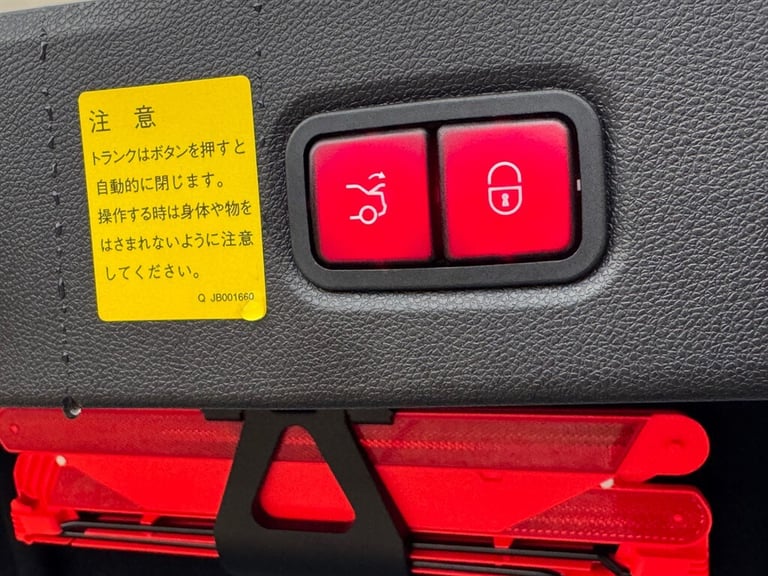 注 意
トランクはボタンを押すと
自動的に閉じます。
操作する時は身体や物を
はさまれないように注意
してください。
Q JB001660